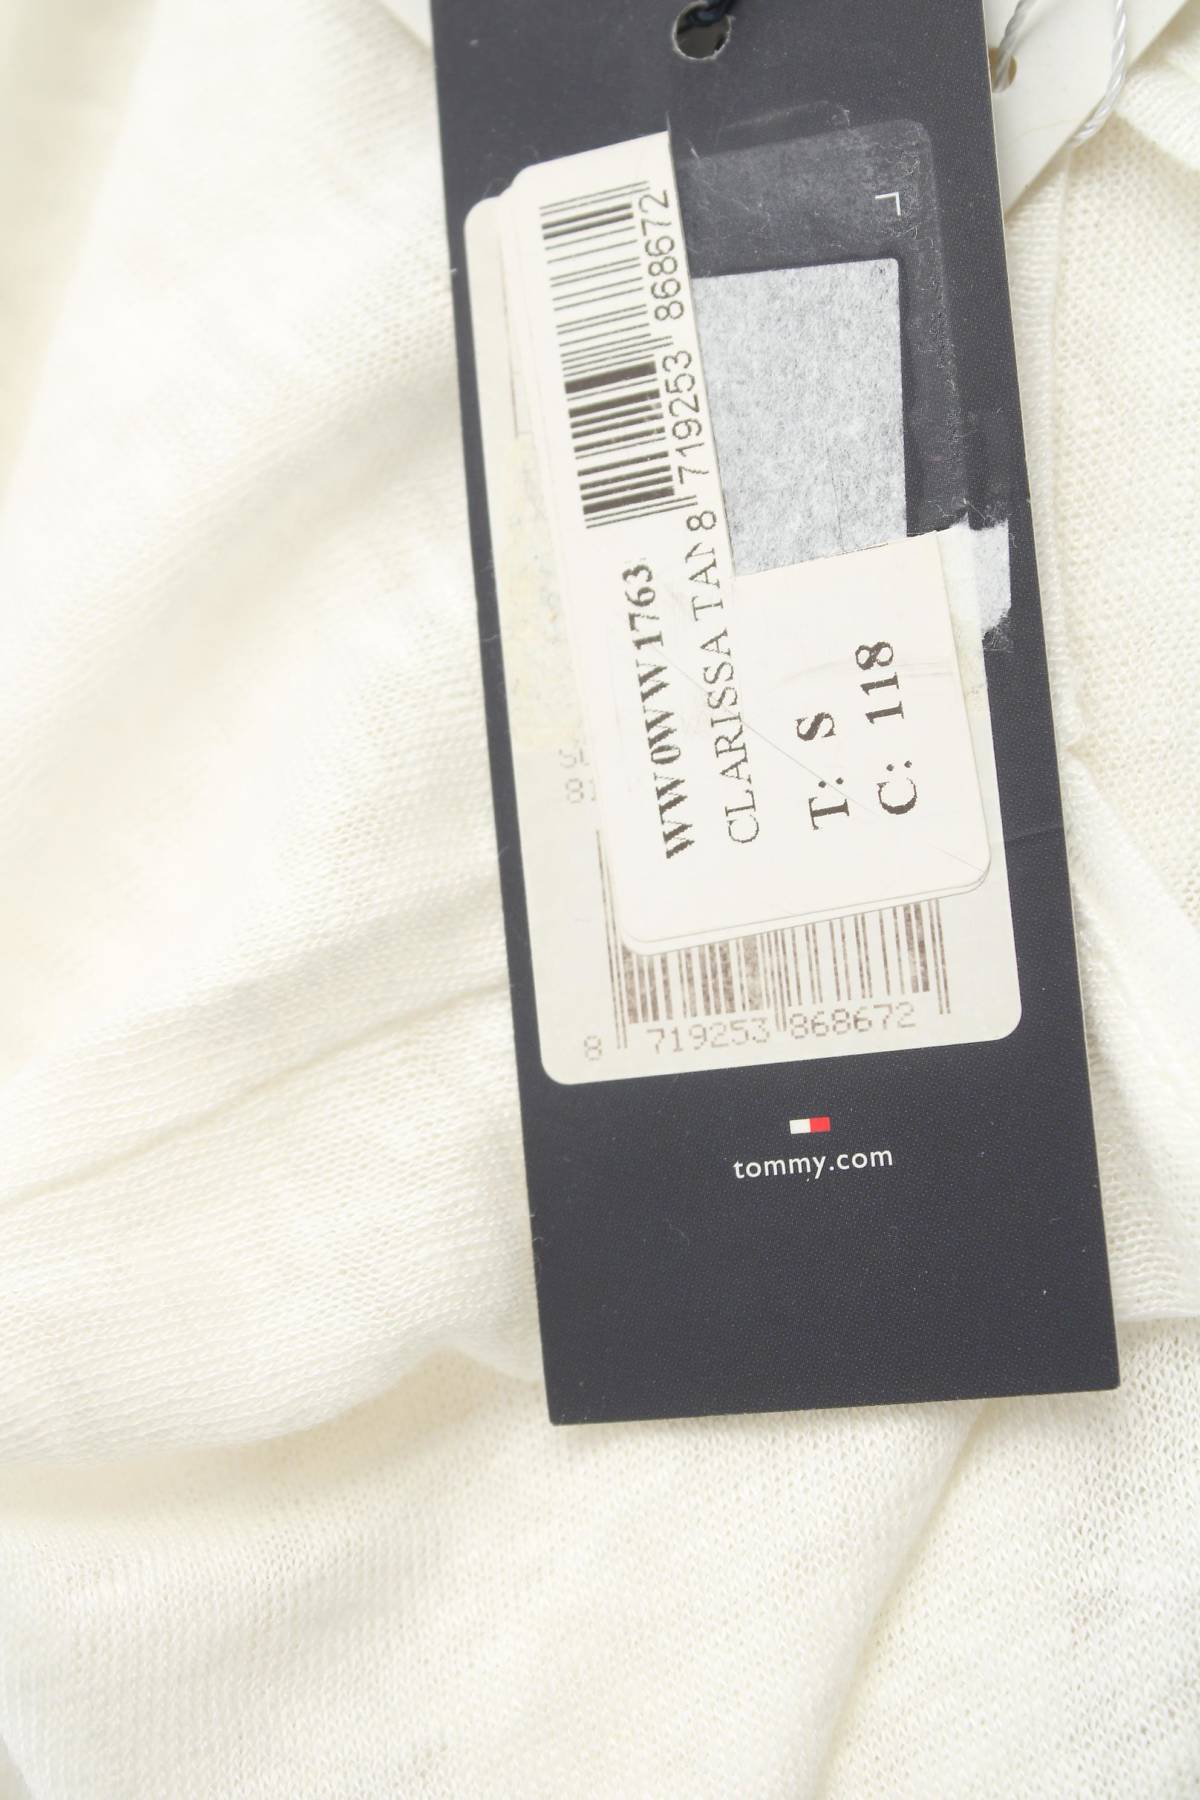 8 719253 868672
WW0WW1763
CLARISSA TAN
T: S
C: 118
8 719253 868672
tommy.com